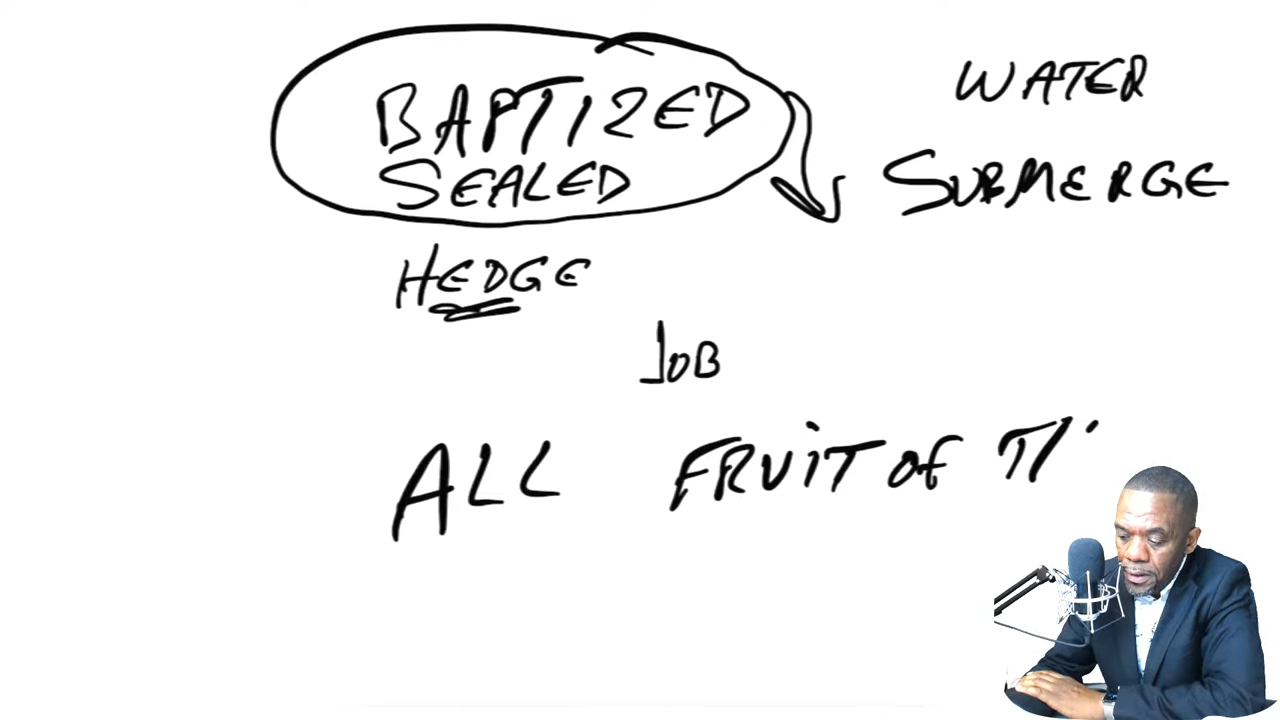 BAPTIZED
SEALED
WATER
SUBMERGE
HEDGE
JOB
ALL FRUIT OF